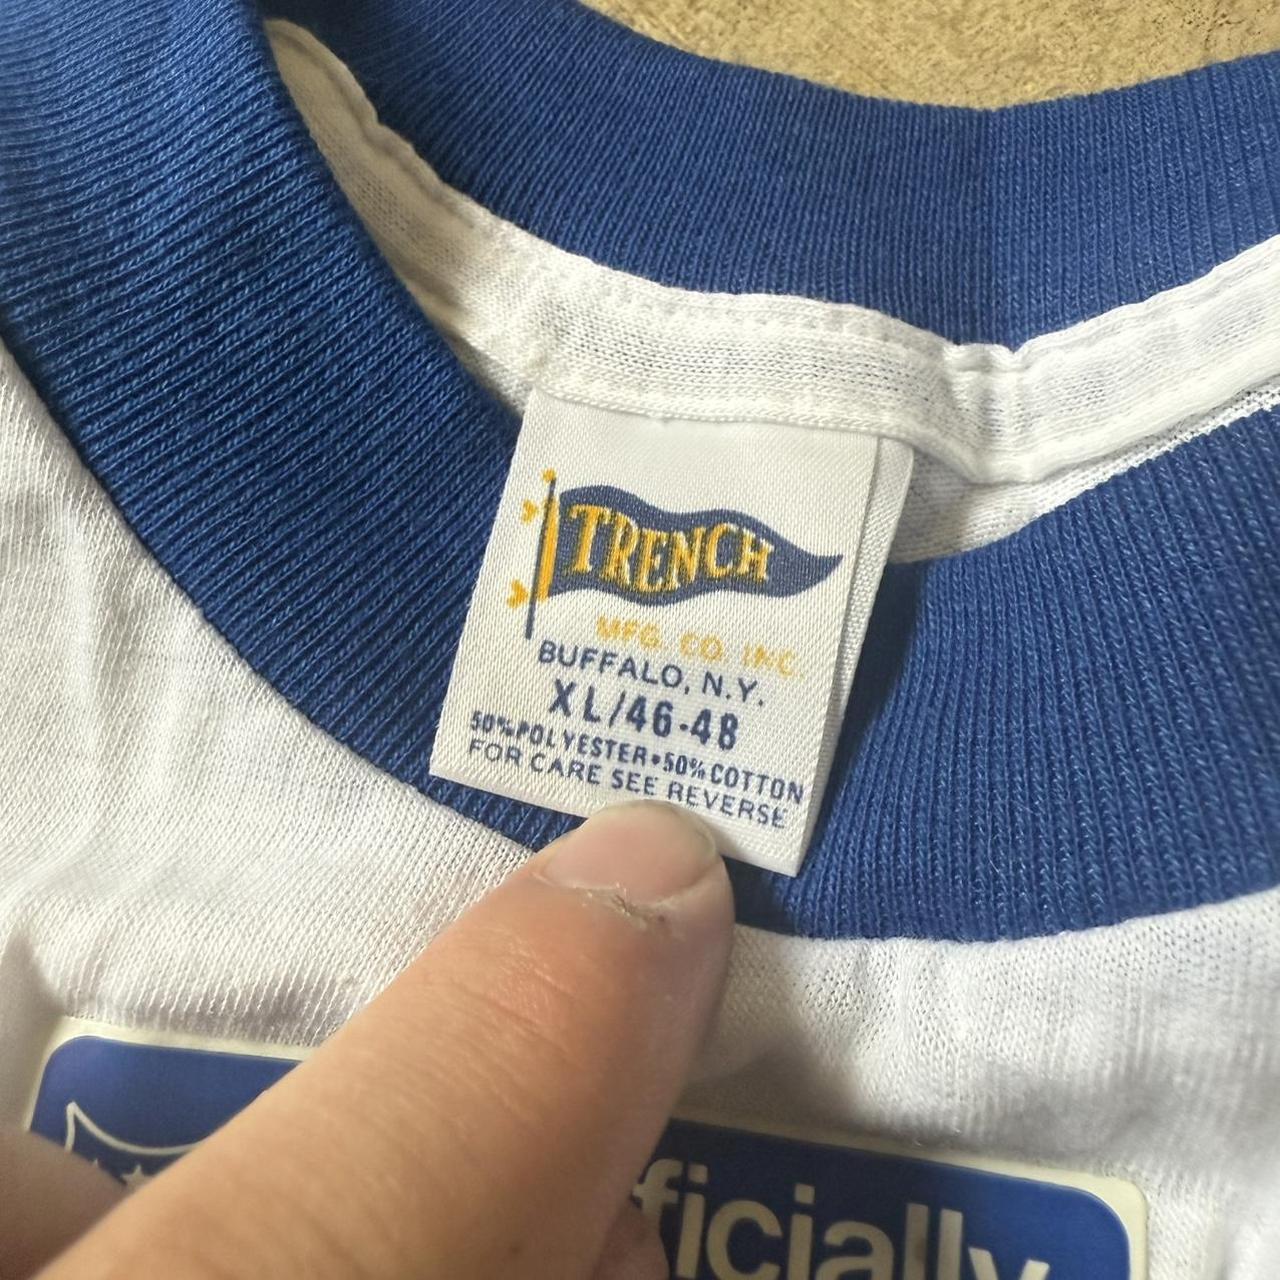 TRENCH
MFG. CO. INC.
BUFFALO, N.Y.
XL/46-48
50% POLYESTER•50% COTTON
FOR CARE SEE REVERSE
ficially